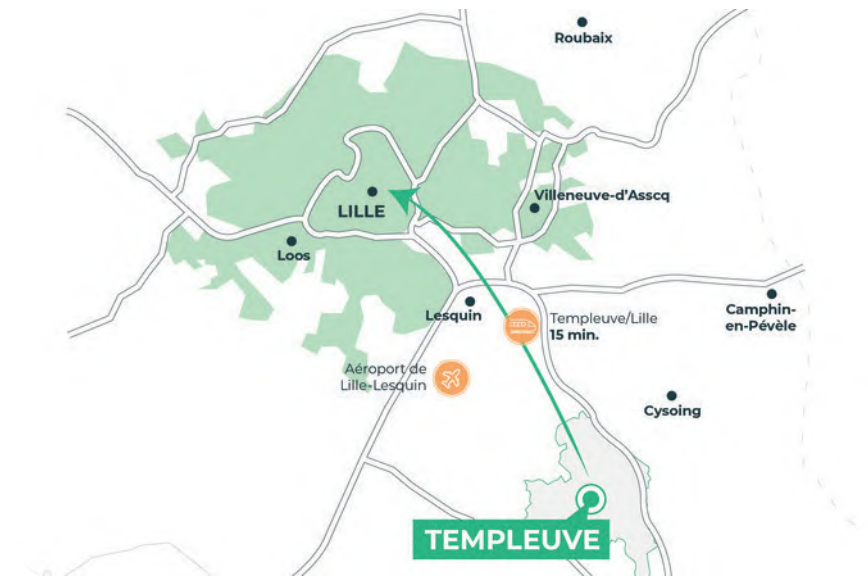 Roubaix
Villeneuve-d'Asscq
LILLE
Loos
Lesquin
Templeuve/Lille
15 min.
Camphin-
en-Pévèle
Aéroport de
Lille-Lesquin
Cysoing
TEMPLEUVE